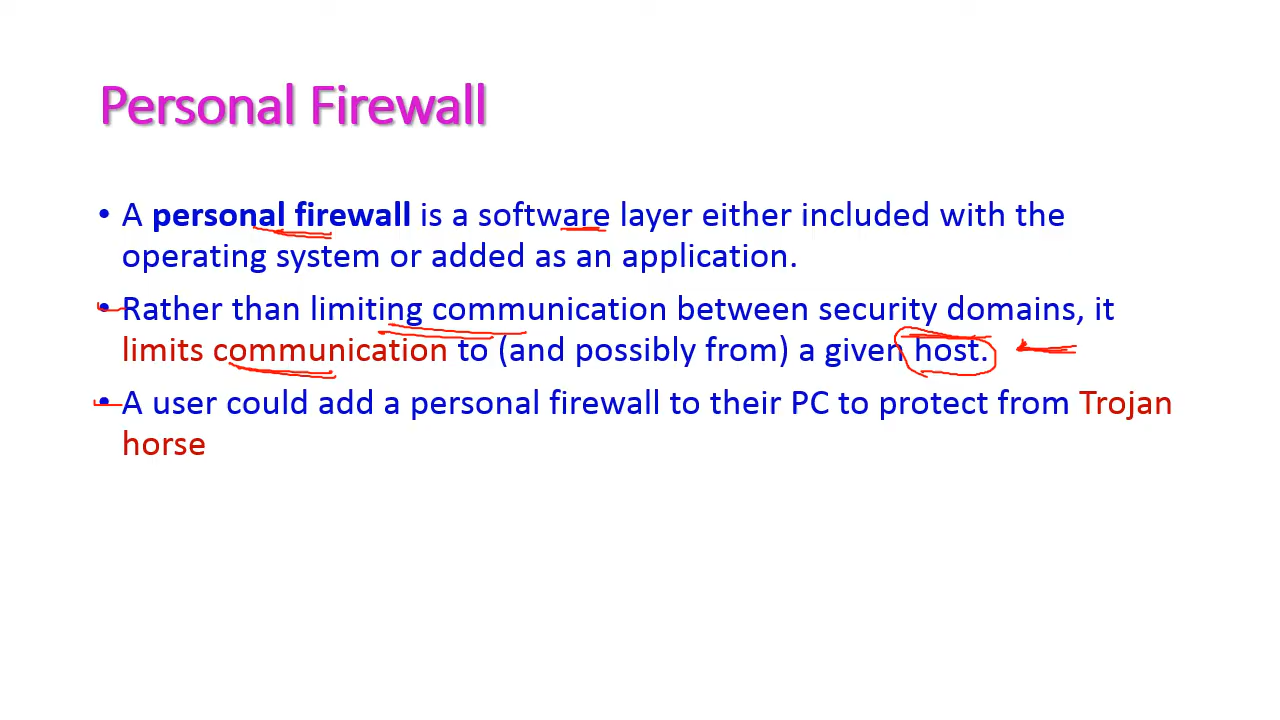 Personal Firewall
• A personal firewall is a software layer either included with the
operating system or added as an application.
• Rather than limiting communication between security domains, it
limits communication to (and possibly from) a given host.
• A user could add a personal firewall to their PC to protect from Trojan
horse